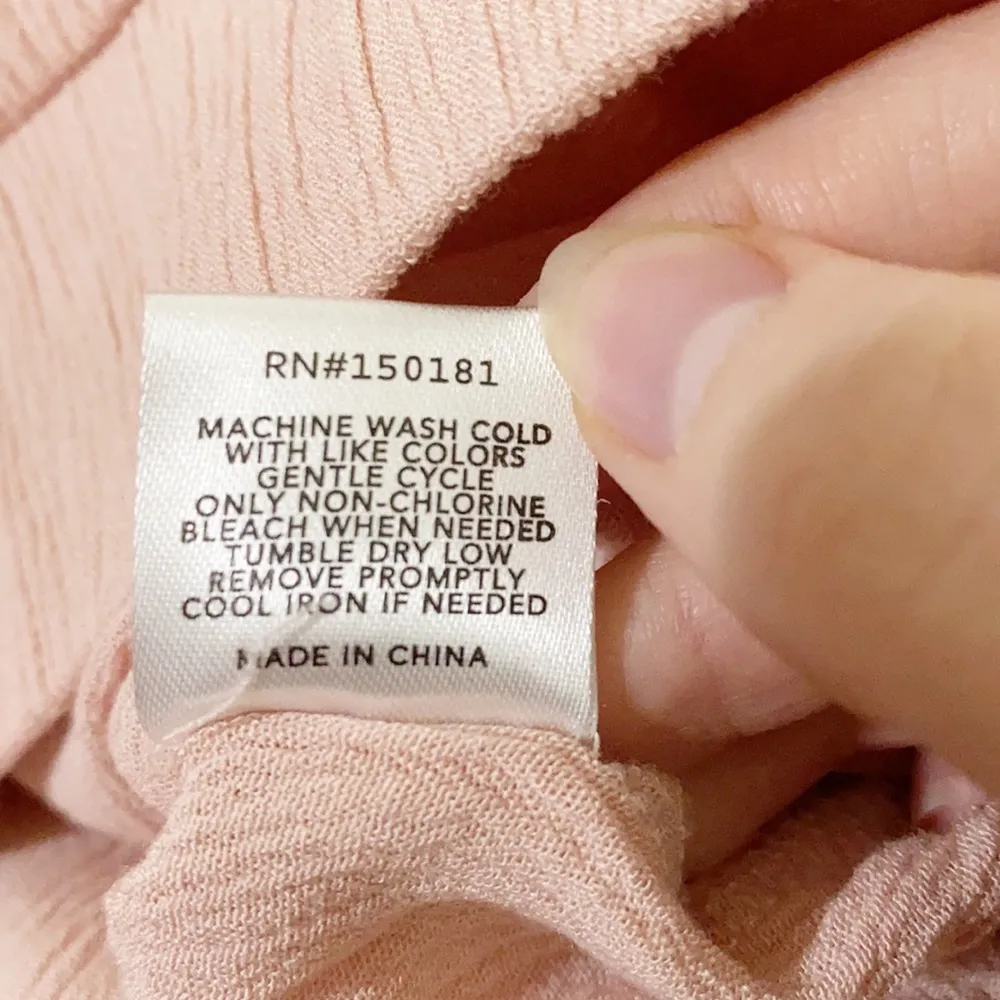 RN#150181
MACHINE WASH COLD
WITH LIKE COLORS
GENTLE CYCLE
ONLY NON-CHLORINE
BLEACH WHEN NEEDED
TUMBLE DRY LOW
REMOVE PROMPTLY
COOL IRON IF NEEDED
MADE IN CHINA